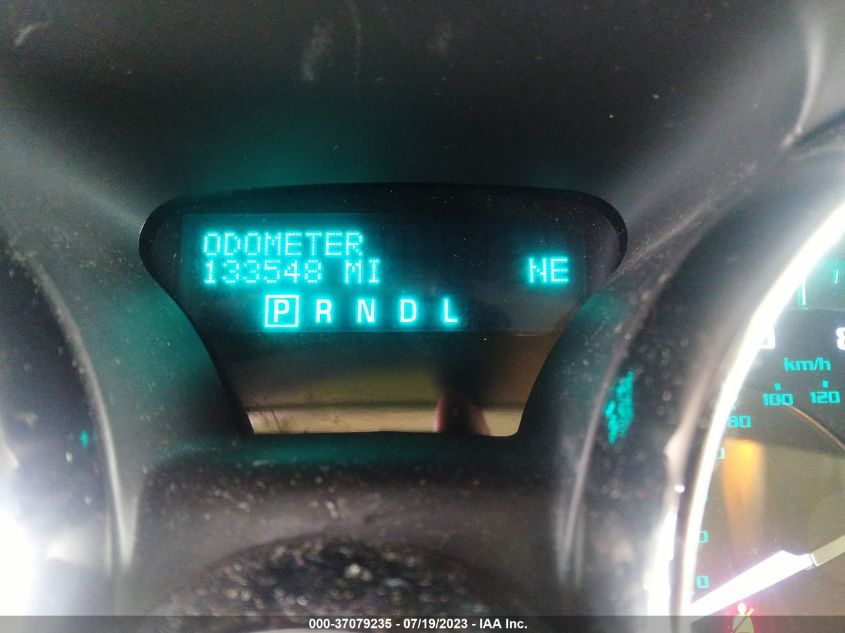 ODOMETER
133548 MI NE
P R N D L
km/h
100 120
80
000-37079235 - 07/19/2023 - IAA Inc.